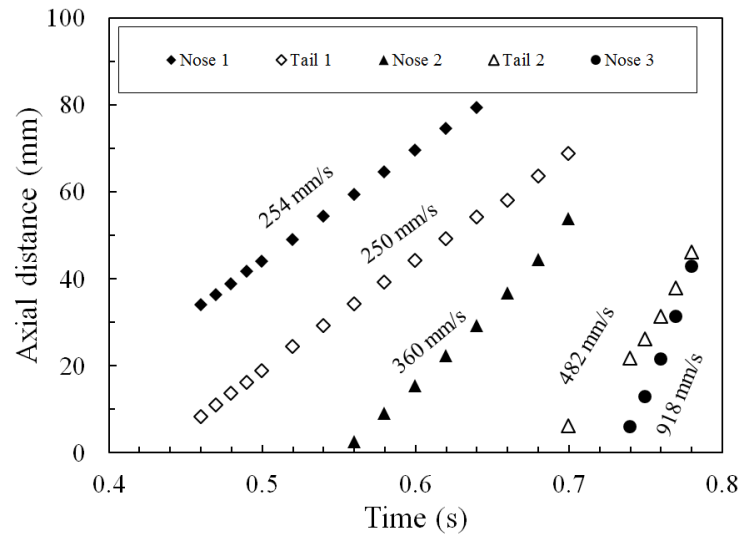 100
80
60
40
20
0
Axial distance (mm)
Nose 1 Tail 1 Nose 2 Tail 2 Nose 3
254 mm/s
250 mm/s
360 mm/s
482 mm/s
918 mm/s
0.4 0.5 0.6 0.7 0.8
Time (s)